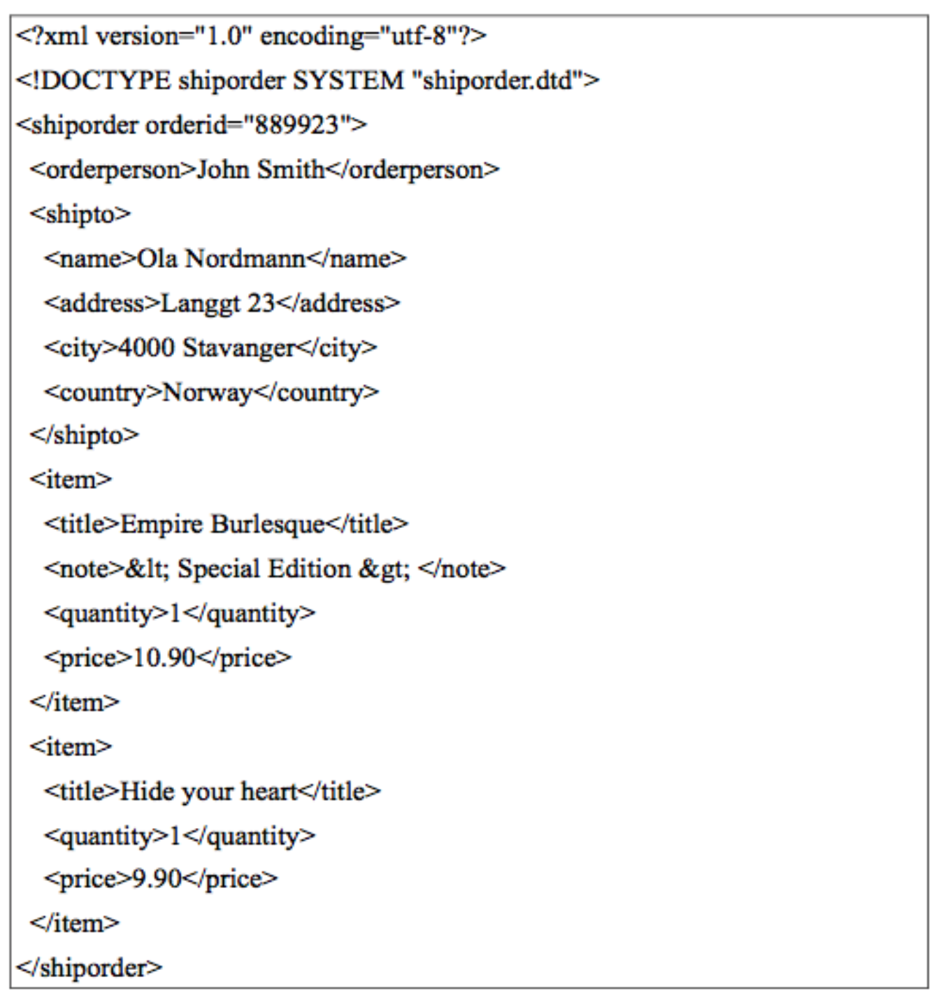 <?xml version="1.0" encoding="utf-8"?>
<!DOCTYPE shiporder SYSTEM "shiporder.dtd">
<shiporder orderid="889923">
<orderperson>John Smith</orderperson>
<shipto>
<name>Ola Nordmann</name>
<address>Langgt 23</address>
<city>4000 Stavanger</city>
<country>Norway</country>
</shipto>
<item>
<title>Empire Burlesque</title>
<note>&lt; Special Edition &gt; </note>
<quantity>1</quantity>
<price>10.90</price>
</item>
<item>
<title>Hide your heart</title>
<quantity>1</quantity>
<price>9.90</price>
</item>
</shiporder>